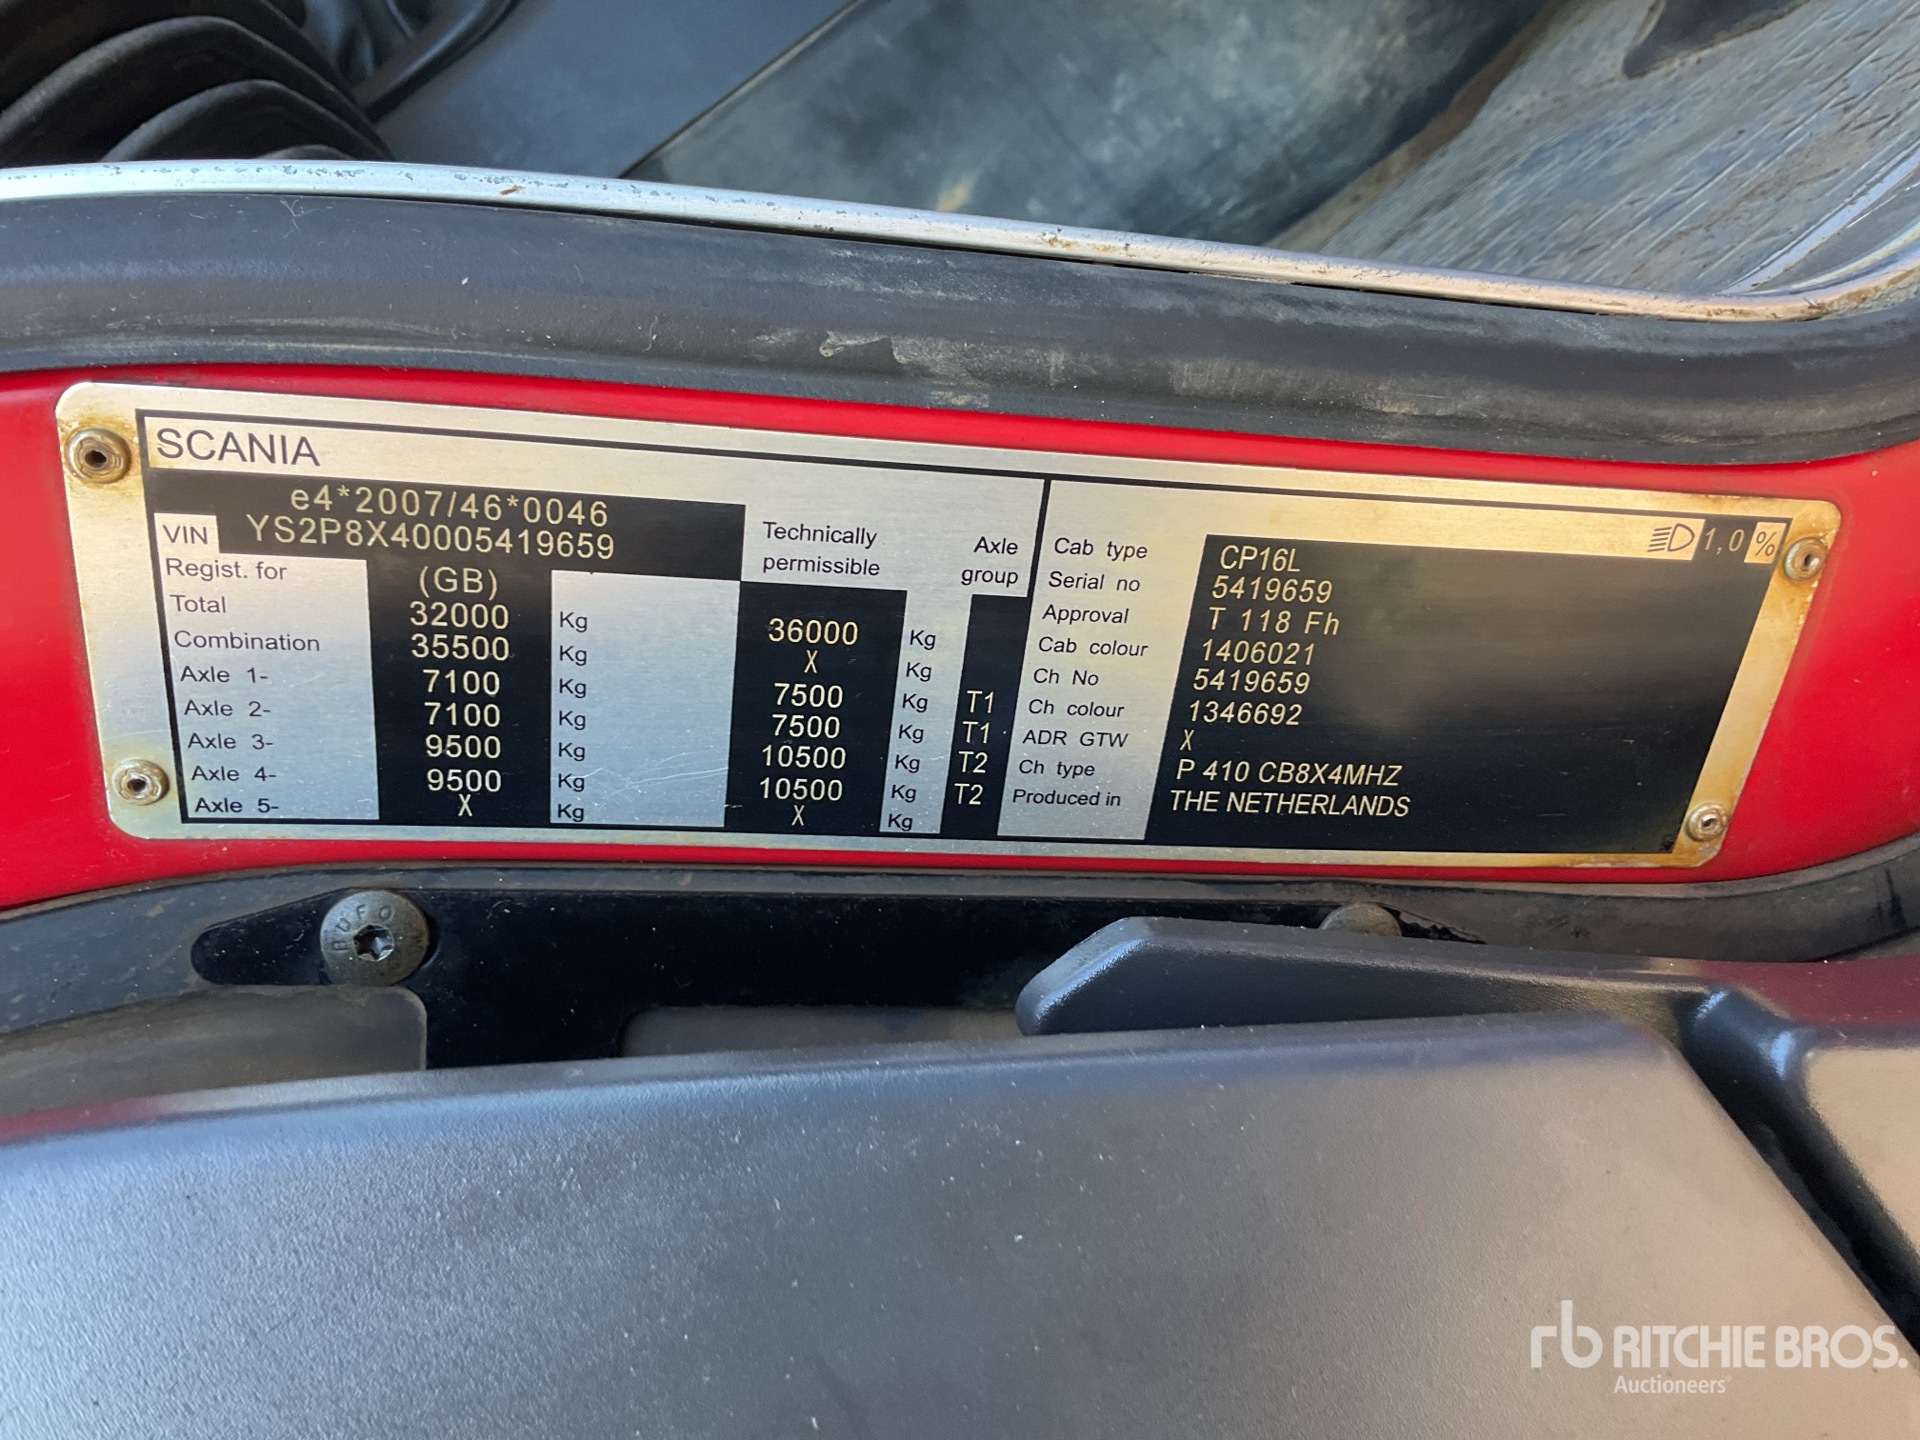 SCANIA
e4*2007/46*0046
VIN YS2P8X40005419659
Regist. for (GB) Technically permissible Axle group
Total 32000 Kg 36000 Kg
Combination 35500 Kg X Kg
Axle 1- 7100 Kg 7500 Kg T1
Axle 2- 7100 Kg 7500 Kg T1
Axle 3- 9500 Kg 10500 Kg T2
Axle 4- 9500 Kg 10500 Kg T2
Axle 5- X Kg X Kg
1,0 %
Cab type CP16L
Serial no 5419659
Approval T 118 Fh
Cab colour 1406021
Ch No 5419659
Ch colour 1346692
ADR GTW X
Ch type P 410 CB8X4MHZ
Produced in THE NETHERLANDS
BUFO
rb RITCHIE BROS.
Auctioneers